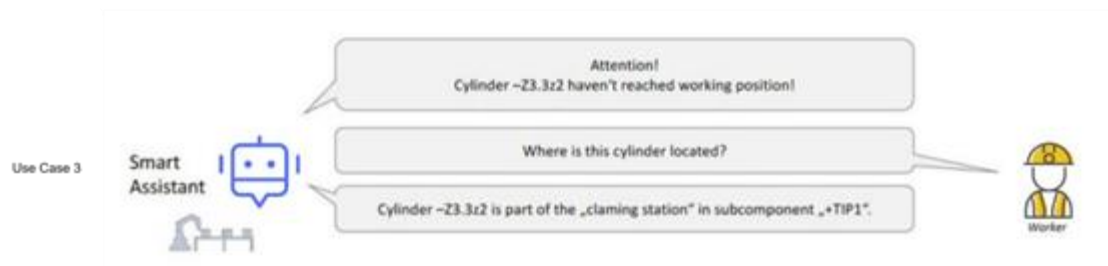 Attention!
Cylinder –Z3.3z2 haven't reached working position!
Where is this cylinder located?
Use Case 3
Smart
Assistant
Cylinder –Z3.3z2 is part of the „claming station" in subcomponent „+TIP1".
Worker